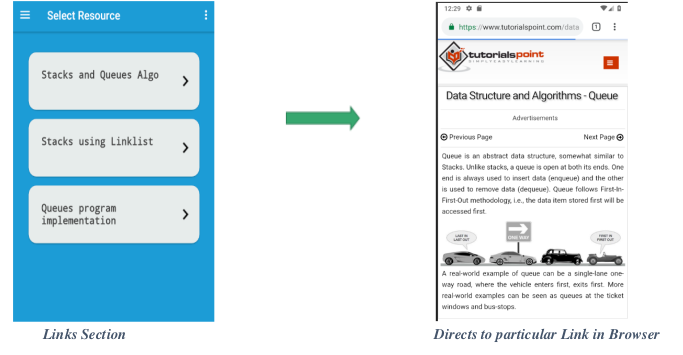 Select Resource
Stacks and Queues Algo
Stacks using Linklist
Queues program
implementation
Links Section
12:29
https://www.tutorialspoint.com/data
1
tutorialspoint
SIMPLYEASYLEARNING
Data Structure and Algorithms - Queue
Advertisements
Previous Page
Next Page
Queue is an abstract data structure, somewhat similar to
Stacks. Unlike stacks, a queue is open at both its ends. One
end is always used to insert data (enqueue) and the other
is used to remove data (dequeue). Queue follows First-In-
First-Out methodology, i.e., the data item stored first will be
accessed first.
LAST IN
LAST OUT
ONE WAY
FIRST IN
FIRST OUT
A real-world example of queue can be a single-lane one-
way road, where the vehicle enters first, exits first. More
real-world examples can be seen as queues at the ticket
windows and bus-stops.
Directs to particular Link in Browser